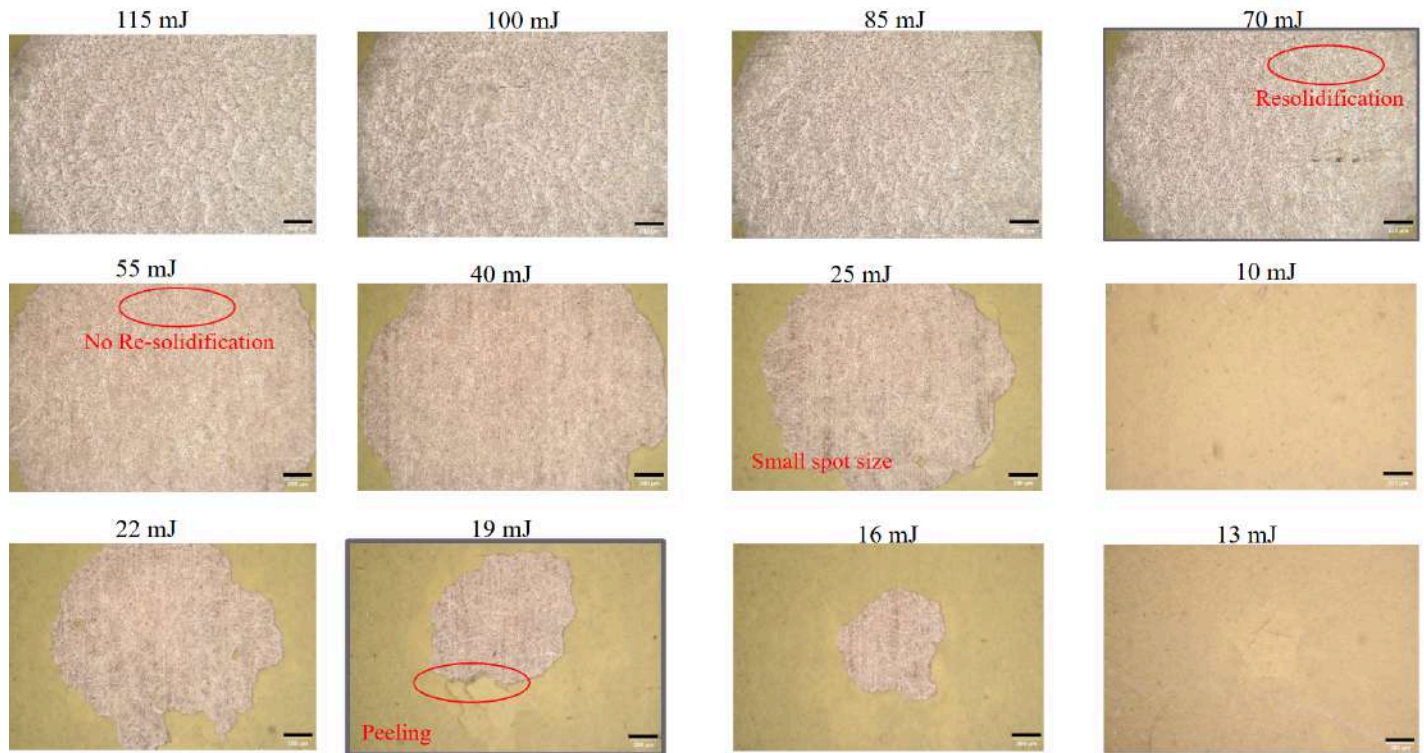 115 mJ
100 mJ
85 mJ
70 mJ
Resolidification
55 mJ
40 mJ
25 mJ
10 mJ
No Re-solidification
Small spot size
22 mJ
19 mJ
16 mJ
13 mJ
Peeling